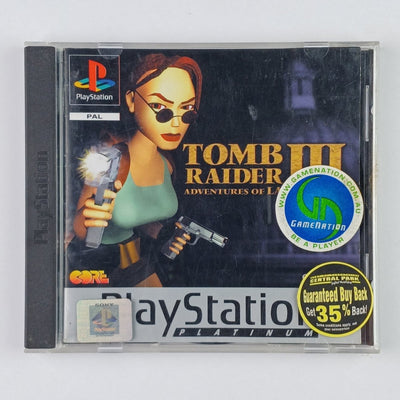 PlayStation
PAL
TOMB
RAIDER III
ADVENTURES OF LA
WWW.GAMENATION.COM.AU
GAMENATION
BE A PLAYER
CORE
SONY
PlayStation
PLATINUM
CENTRAL PARK
Guaranteed Buy Back
Get 35% Back!
PlayStation